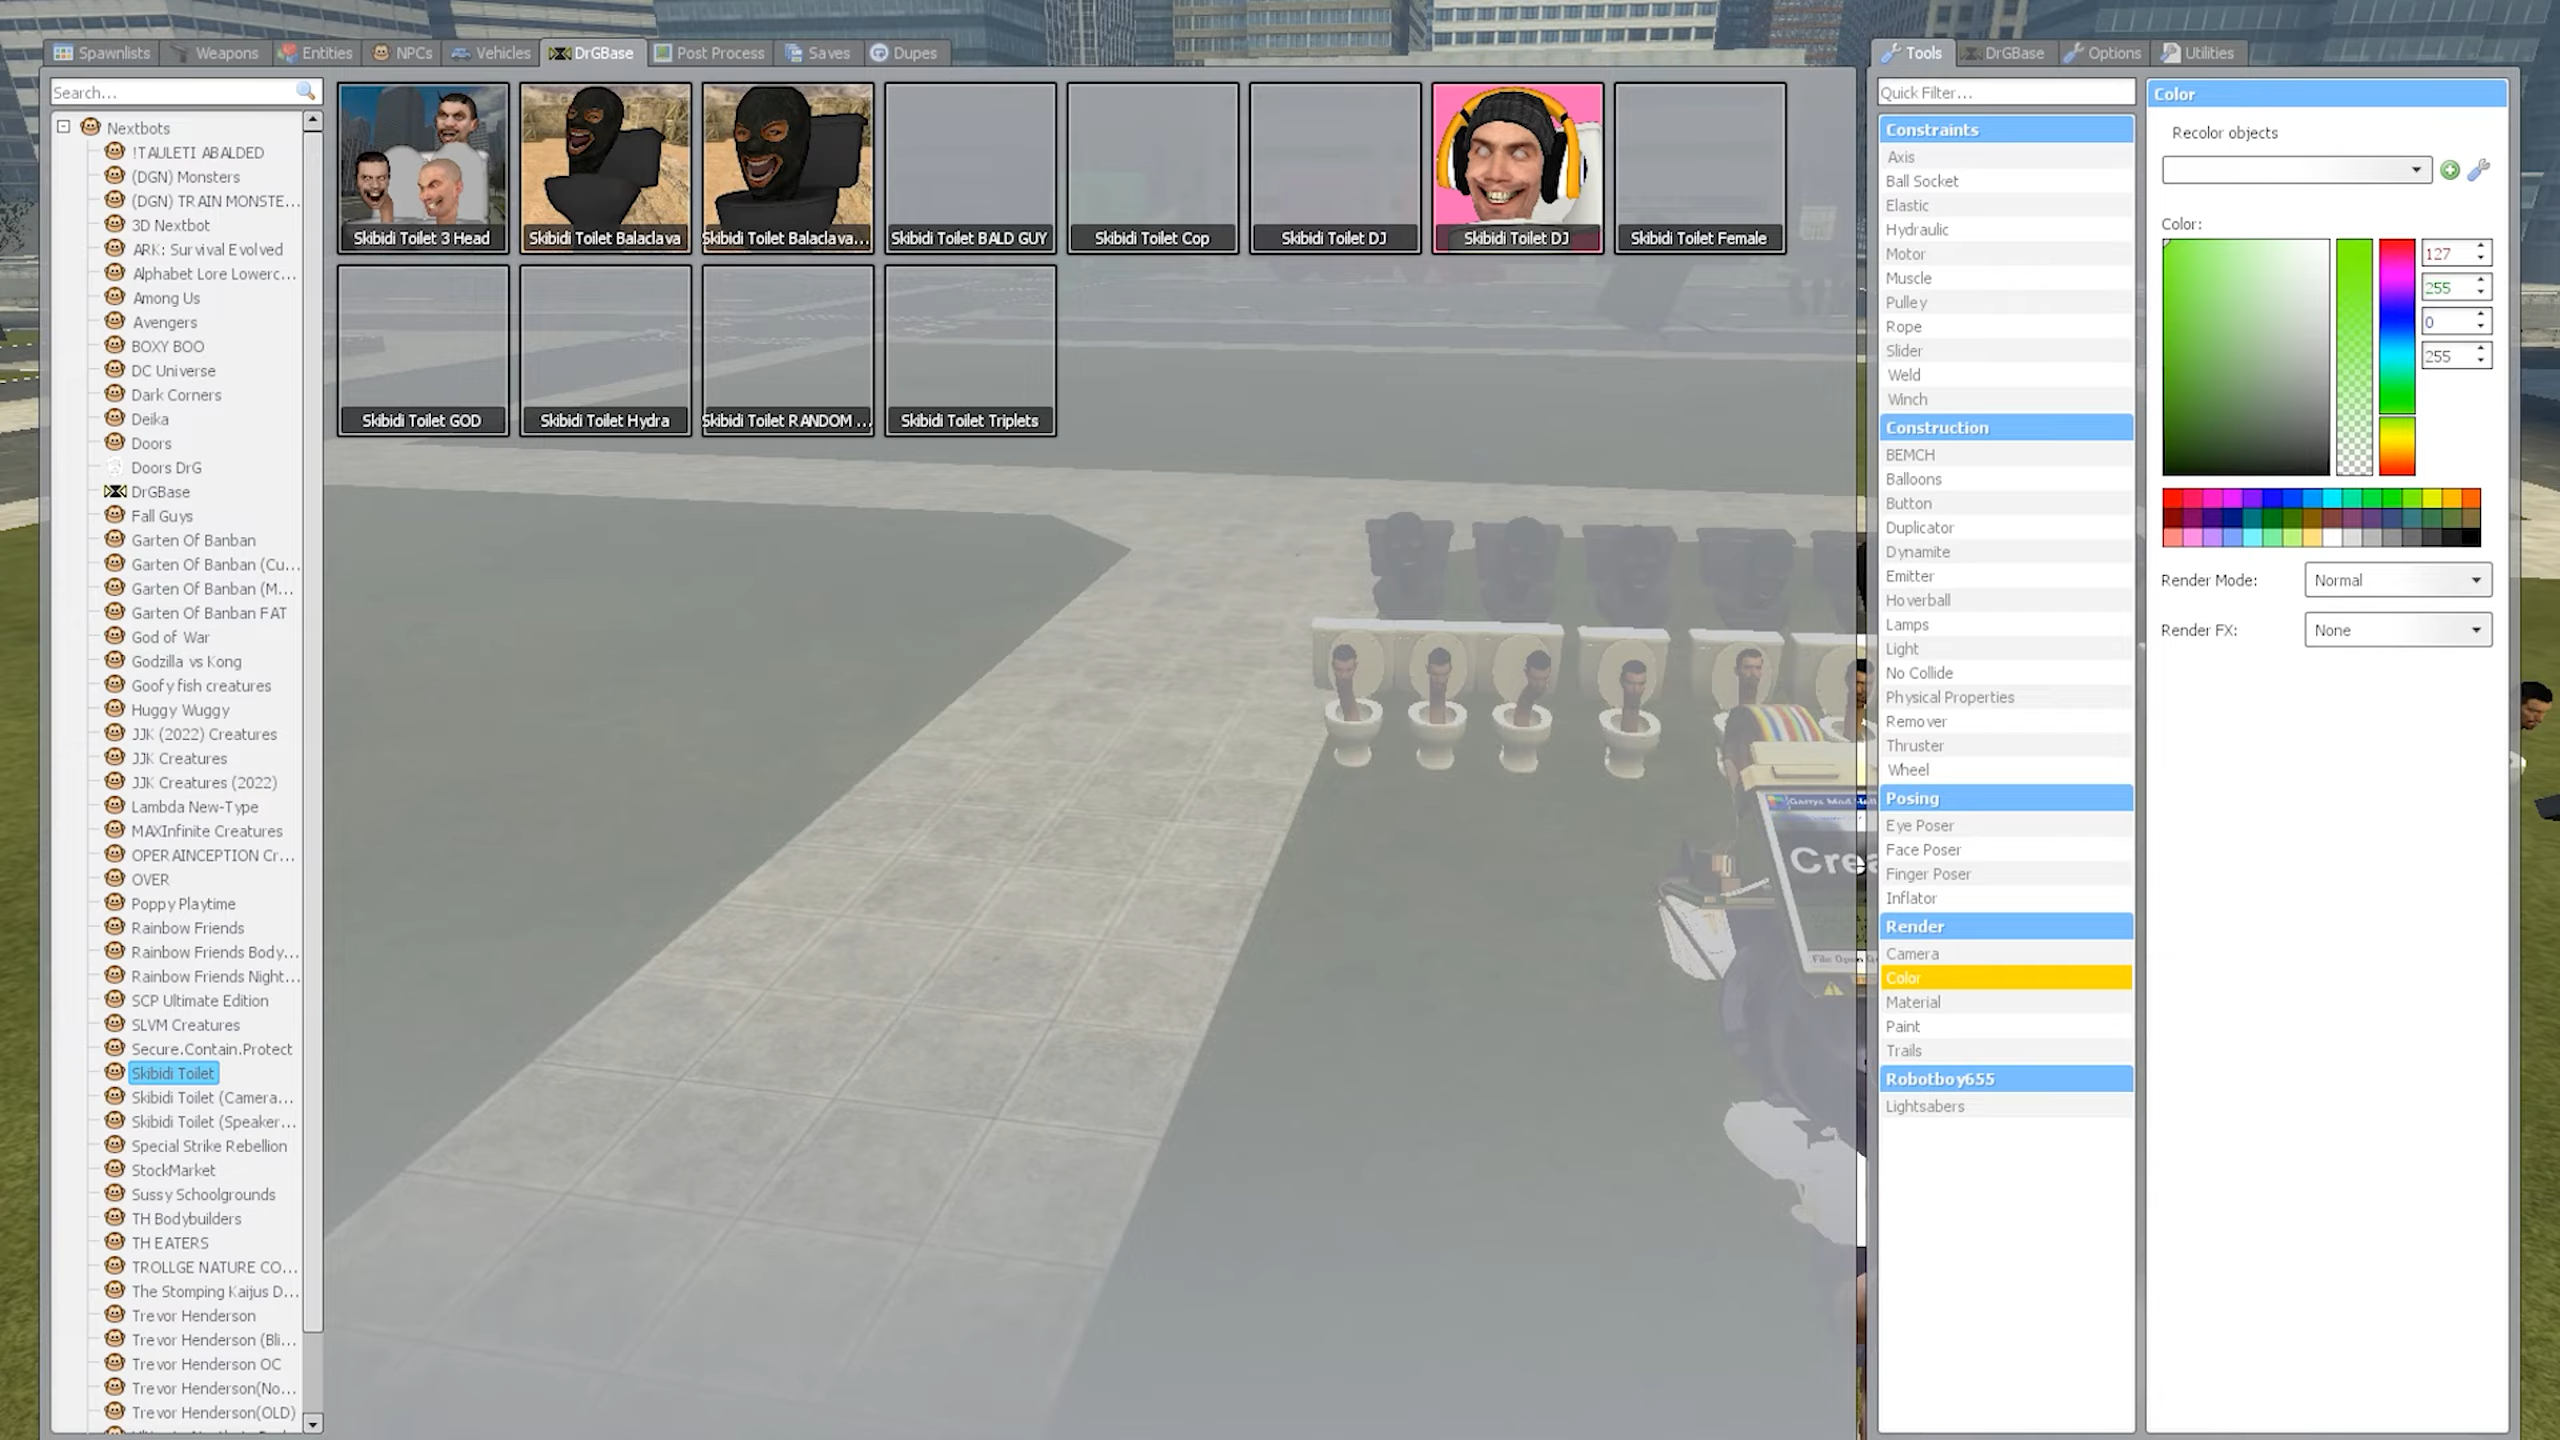 Spawnlists
Weapons
Entities
NPCs
Vehicles
DrGBase
Post Process
Saves
Dupes
Search...
Nextbots
!TAULETI ABALDED
(DGN) Monsters
(DGN) TRAIN MONSTE...
3D Nextbot
ARK: Survival Evolved
Alphabet Lore Lowerc...
Among Us
Avengers
BOXY BOO
DC Universe
Dark Corners
Deika
Doors
Doors DrG
DrGBase
Fall Guys
Garten Of Banban
Garten Of Banban (Cu...
Garten Of Banban (M...
Garten Of Banban FAT
God of War
Godzilla vs Kong
Goofy fish creatures
Huggy Wuggy
JJK (2022) Creatures
JJK Creatures
JJK Creatures (2022)
Lambda New-Type
MAXInfinite Creatures
OPERAINCEPTION Cr...
OVER
Poppy Playtime
Rainbow Friends
Rainbow Friends Body...
Rainbow Friends Night...
SCP Ultimate Edition
SLVM Creatures
Secure.Contain.Protect
Skibidi Toilet
Skibidi Toilet (Camera...
Skibidi Toilet (Speaker...
Special Strike Rebellion
StockMarket
Sussy Schoolgrounds
TH Bodybuilders
TH EATERS
TROLLGE NATURE CO...
The Stomping Kaijus D...
Trevor Henderson
Trevor Henderson (Bli...
Trevor Henderson OC
Trevor Henderson(No...
Trevor Henderson(OLD)
Skibidi Toilet 3 Head
Skibidi Toilet Balaclava
Skibidi Toilet Balaclava...
Skibidi Toilet BALD GUY
Skibidi Toilet Cop
Skibidi Toilet DJ
Skibidi Toilet DJ
Skibidi Toilet Female
Skibidi Toilet GOD
Skibidi Toilet Hydra
Skibidi Toilet RANDOM ...
Skibidi Toilet Triplets
Crea
Tools
DrGBase
Options
Utilities
Quick Filter...
Constraints
Axis
Ball Socket
Elastic
Hydraulic
Motor
Muscle
Pulley
Rope
Slider
Weld
Winch
Construction
BEMCH
Balloons
Button
Duplicator
Dynamite
Emitter
Hoverball
Lamps
Light
No Collide
Physical Properties
Remover
Thruster
Wheel
Posing
Eye Poser
Face Poser
Finger Poser
Inflator
Render
Camera
Color
Material
Paint
Trails
Robotboy655
Lightsabers
Color
Recolor objects
Color:
127
255
0
255
Render Mode:
Normal
Render FX:
None